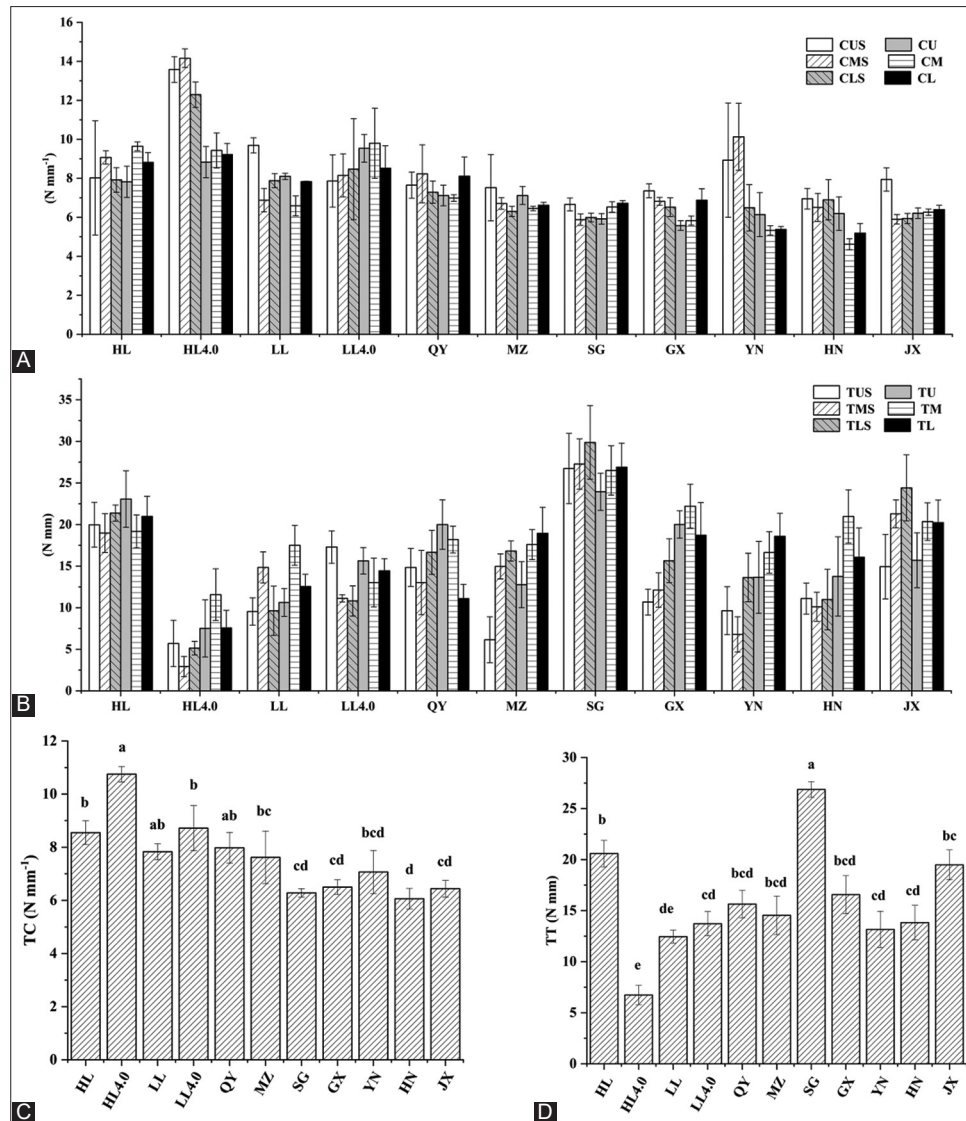 16
14
12
10
8
6
4
2
0
(N mm⁻¹)
CUS CU
CMS CM
CLS CL
HL HL4.0 LL LL4.0 QY MZ SG GX YN HN JX
A
35
30
25
20
15
10
5
0
(N mm)
TUS TU
TMS TM
TLS TL
HL HL4.0 LL LL4.0 QY MZ SG GX YN HN JX
B
12
10
8
6
4
2
0
TC (N mm⁻¹)
b a ab b ab bc cd cd bcd d cd
HL HL4.0 LL LL4.0 QY MZ SG GX YN HN JX
C
30
25
20
15
10
5
0
TT (N mm)
b e de cd bcd bcd a bcd cd cd bc
HL HL4.0 LL LL4.0 QY MZ SG GX YN HN JX
D